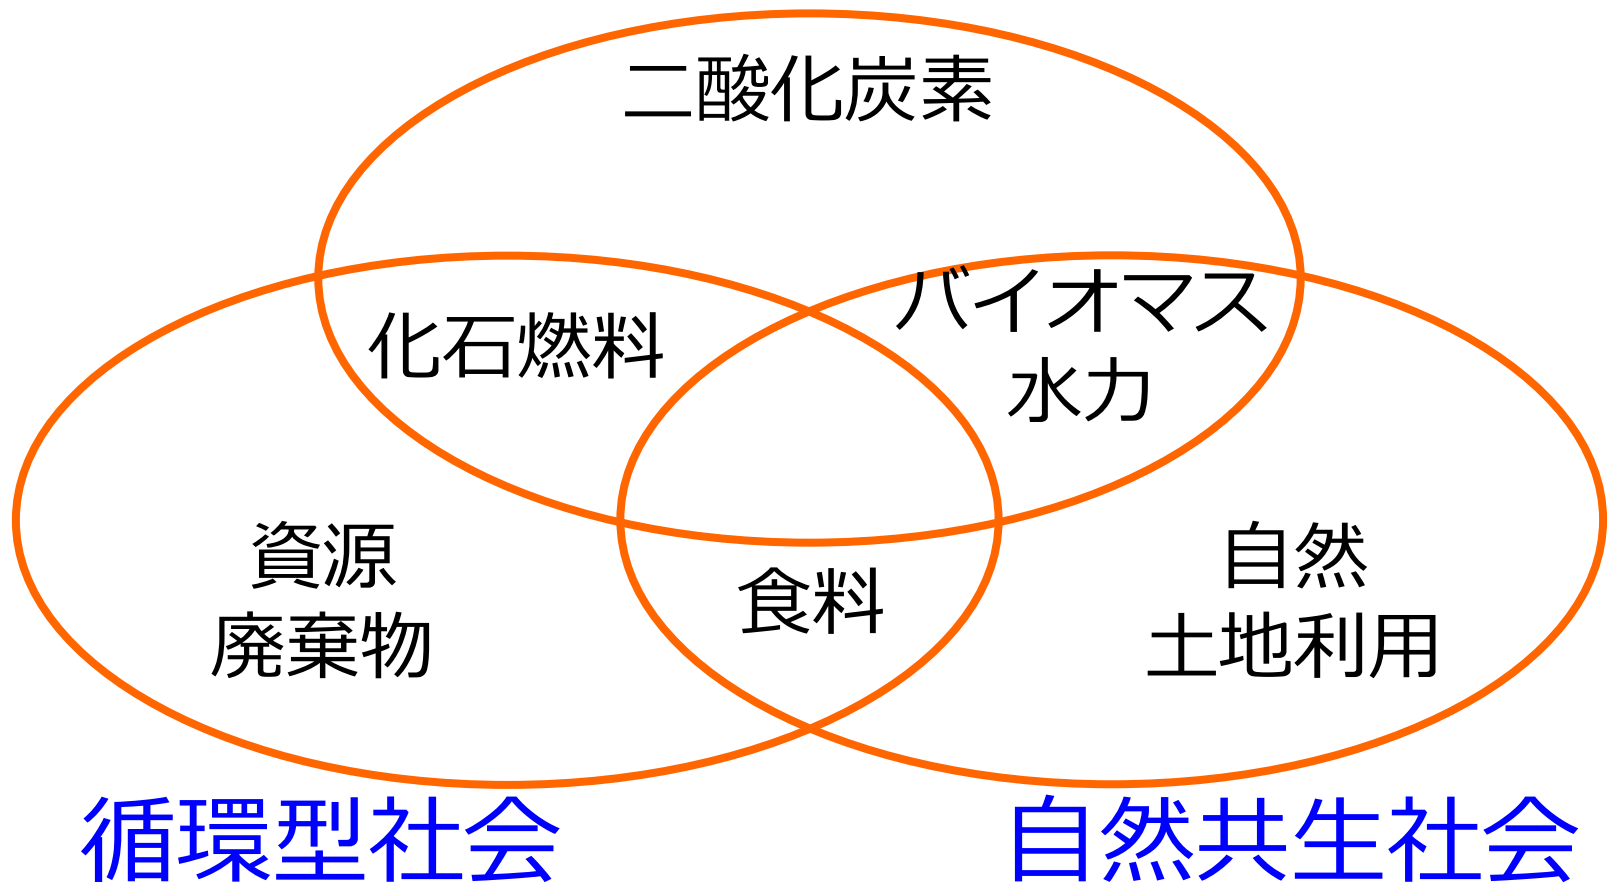 二酸化炭素
バイオマス
水力
化石燃料
資源
廃棄物
食料
自然
土地利用
循環型社会
自然共生社会